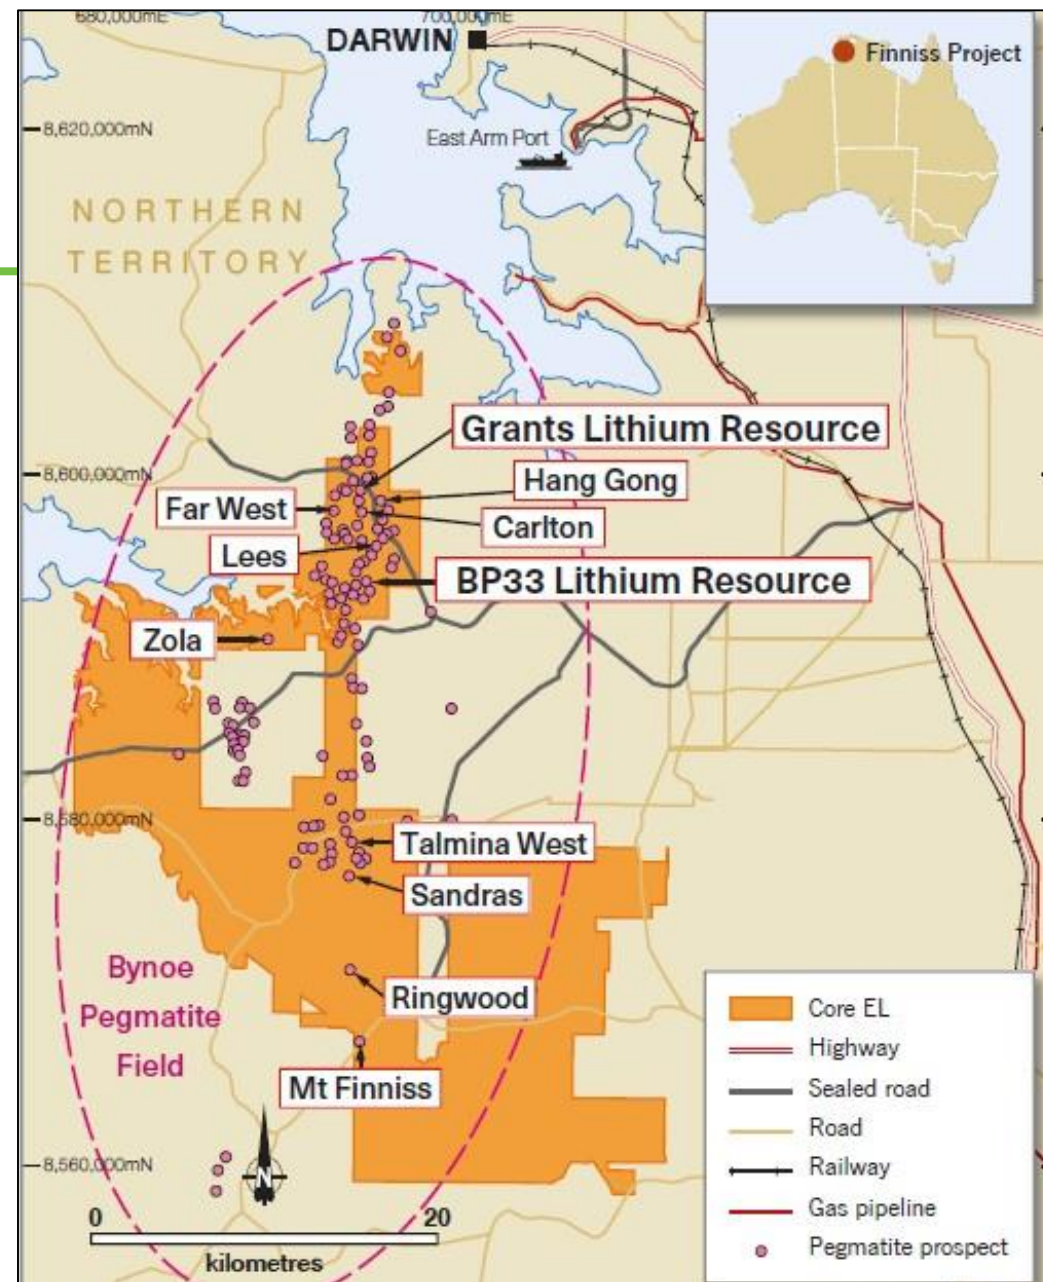 680,000mE
700,000mE
DARWIN
Finniss Project
8,620,000mN
East Arm Port
NORTHERN
TERRITORY
Grants Lithium Resource
8,600,000mN
Hang Gong
Far West
Carlton
Lees
BP33 Lithium Resource
Zola
8,580,000mN
Talmina West
Sandras
Bynoe
Pegmatite
Field
Ringwood
Mt Finniss
8,560,000mN
N
0 20
kilometres
Core EL
Highway
Sealed road
Road
Railway
Gas pipeline
Pegmatite prospect